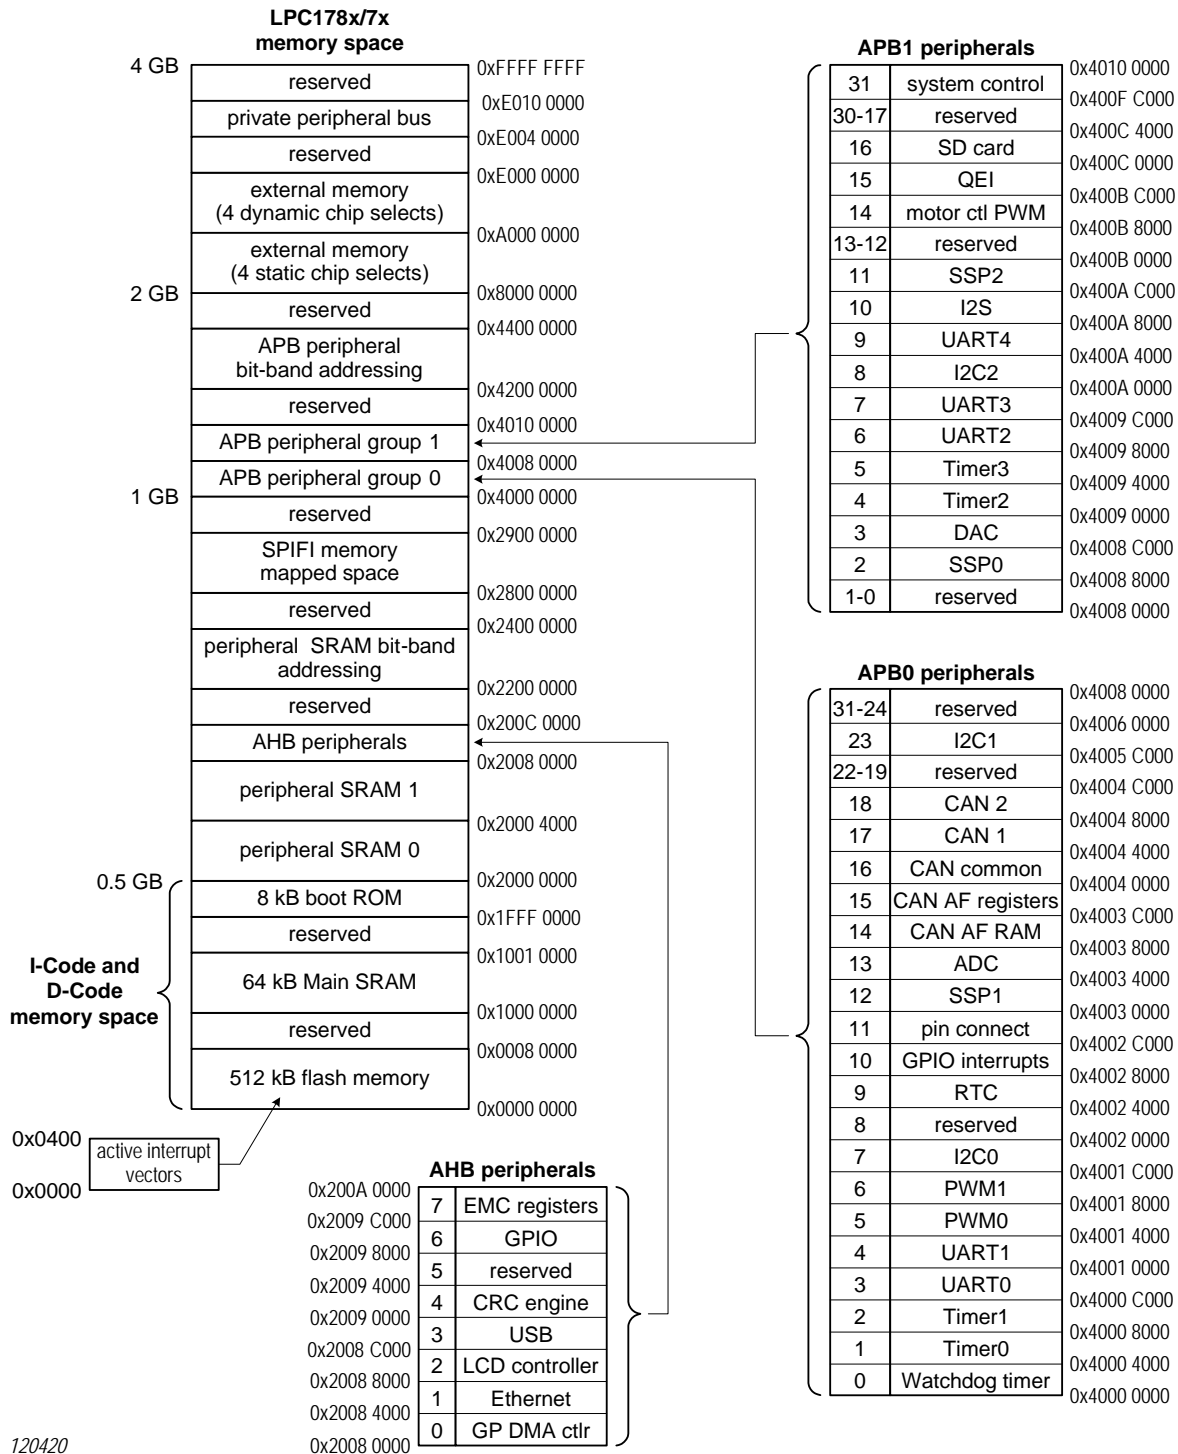 LPC178x/7x
memory space
4 GB
0xFFFF FFFF
reserved
0xE010 0000
private peripheral bus
0xE004 0000
reserved
0xE000 0000
external memory
(4 dynamic chip selects)
0xA000 0000
external memory
(4 static chip selects)
2 GB
0x8000 0000
reserved
0x4400 0000
APB peripheral
bit-band addressing
0x4200 0000
reserved
0x4010 0000
APB peripheral group 1
0x4008 0000
APB peripheral group 0
1 GB
0x4000 0000
reserved
0x2900 0000
SPIFI memory
mapped space
0x2800 0000
reserved
0x2400 0000
peripheral SRAM bit-band
addressing
0x2200 0000
reserved
0x200C 0000
AHB peripherals
0x2008 0000
peripheral SRAM 1
0x2000 4000
peripheral SRAM 0
0.5 GB
0x2000 0000
8 kB boot ROM
0x1FFF 0000
reserved
0x1001 0000
I-Code and
D-Code
memory space
64 kB Main SRAM
0x1000 0000
reserved
0x0008 0000
512 kB flash memory
0x0000 0000
0x0400
active interrupt
vectors
0x0000
APB1 peripherals
0x4010 0000
31 system control
0x400F C000
30-17 reserved
0x400C 4000
16 SD card
0x400C 0000
15 QEI
0x400B C000
14 motor ctl PWM
0x400B 8000
13-12 reserved
0x400B 0000
11 SSP2
0x400A C000
10 I2S
0x400A 8000
9 UART4
0x400A 4000
8 I2C2
0x400A 0000
7 UART3
0x4009 C000
6 UART2
0x4009 8000
5 Timer3
0x4009 4000
4 Timer2
0x4009 0000
3 DAC
0x4008 C000
2 SSP0
0x4008 8000
1-0 reserved
0x4008 0000
APB0 peripherals
0x4008 0000
31-24 reserved
0x4006 0000
23 I2C1
0x4005 C000
22-19 reserved
0x4004 C000
18 CAN 2
0x4004 8000
17 CAN 1
0x4004 4000
16 CAN common
0x4004 0000
15 CAN AF registers
0x4003 C000
14 CAN AF RAM
0x4003 8000
13 ADC
0x4003 4000
12 SSP1
0x4003 0000
11 pin connect
0x4002 C000
10 GPIO interrupts
0x4002 8000
9 RTC
0x4002 4000
8 reserved
0x4002 0000
7 I2C0
0x4001 C000
6 PWM1
0x4001 8000
5 PWM0
0x4001 4000
4 UART1
0x4001 0000
3 UART0
0x4000 C000
2 Timer1
0x4000 8000
1 Timer0
0x4000 4000
0 Watchdog timer
0x4000 0000
AHB peripherals
0x200A 0000
7 EMC registers
0x2009 C000
6 GPIO
0x2009 8000
5 reserved
0x2009 4000
4 CRC engine
0x2009 0000
3 USB
0x2008 C000
2 LCD controller
0x2008 8000
1 Ethernet
0x2008 4000
0 GP DMA ctlr
0x2008 0000
120420